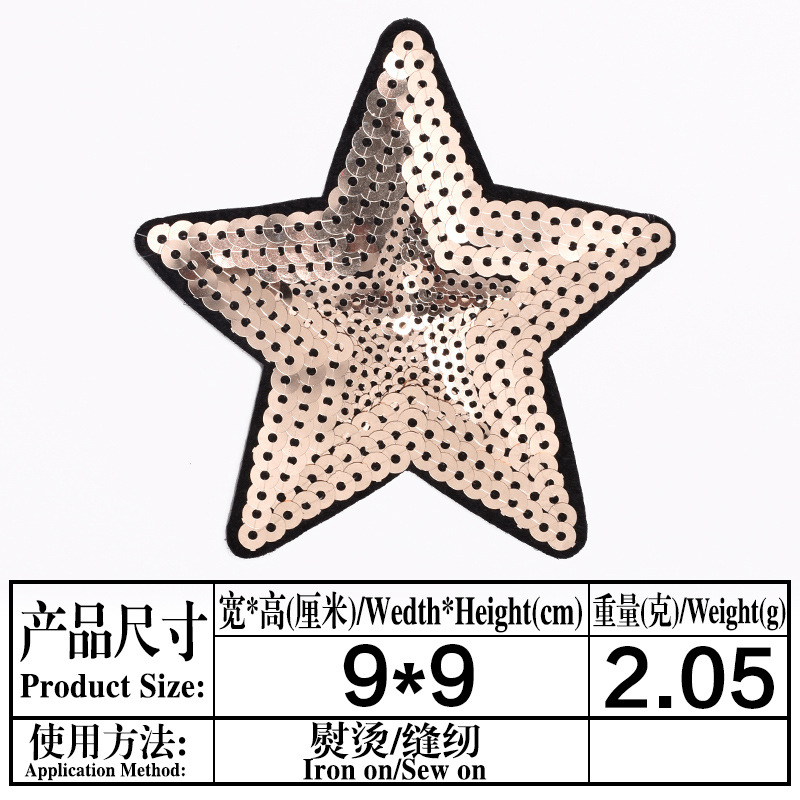 产品尺寸
Product Size:
宽*高(厘米)/Wedth*Height(cm)
重量(克)/Weight(g)
9*9
2.05
使用方法:
Application Method:
熨烫/缝纫
Iron on/Sew on